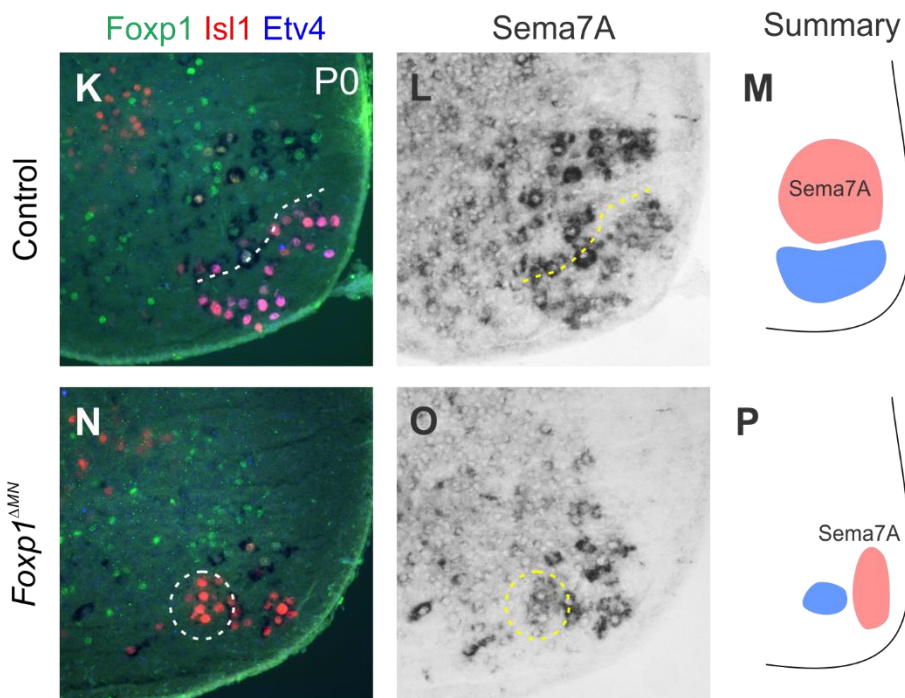 Foxp1 Isl1 Etv4 Sema7A Summary
Control
K P0 L M
Sema7A
Foxp1ΔMN
N O P
Sema7A